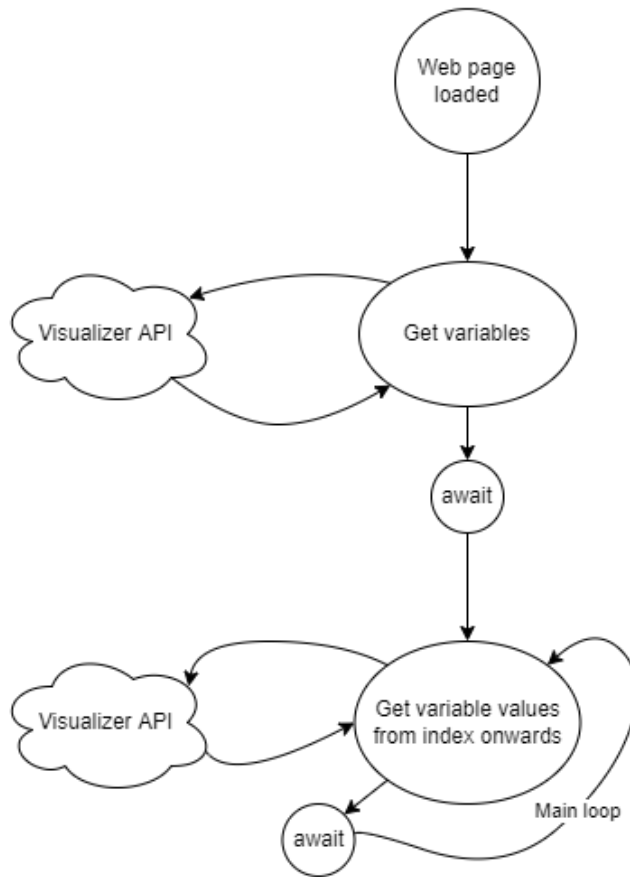 Web page
loaded
Visualizer API
Get variables
await
Visualizer API
Get variable values
from index onwards
Main loop
await